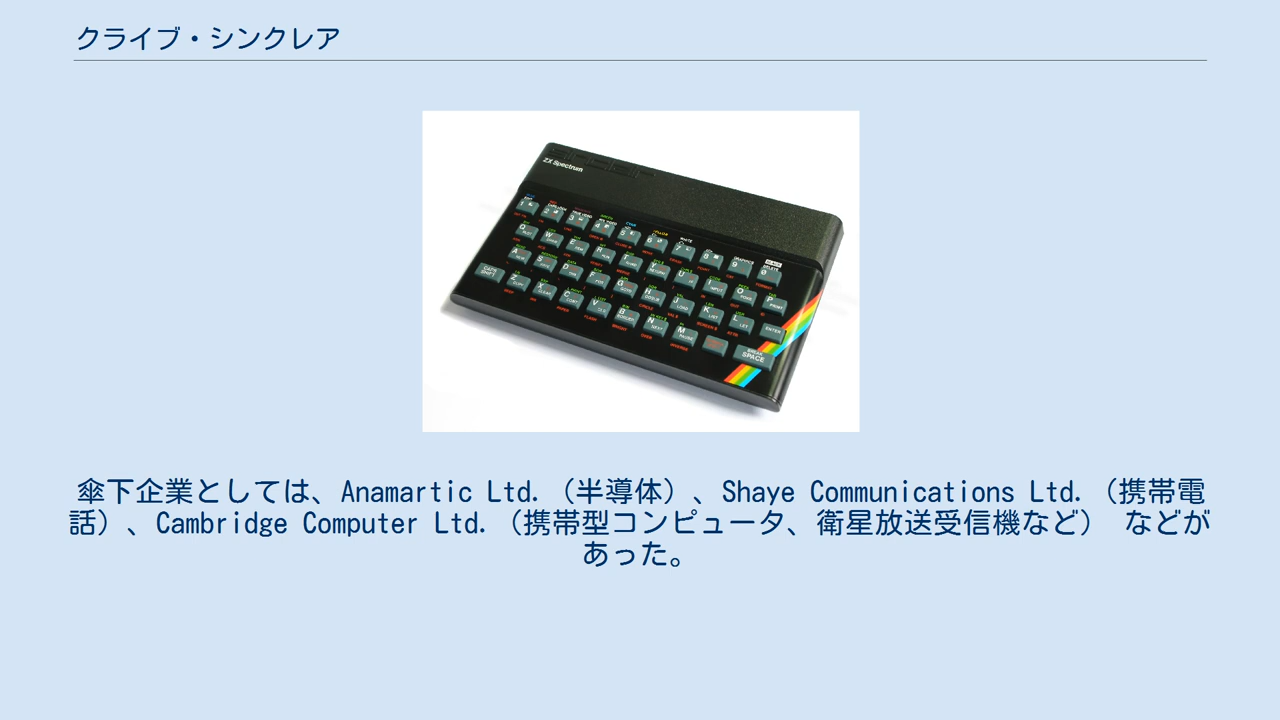 クライブ・シンクレア
ZX Spectrum
傘下企業としては、Anamartic Ltd.（半導体）、Shaye Communications Ltd.（携帯電
話）、Cambridge Computer Ltd.（携帯型コンピュータ、衛星放送受信機など） などが
あった。